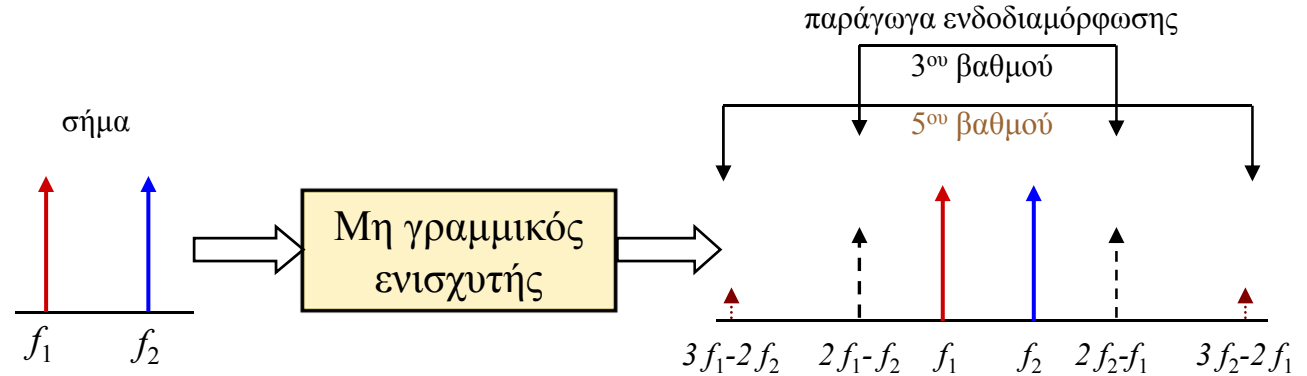 παράγωγα ενδοδιαμόρφωσης
3ου βαθμού
5ου βαθμού
σήμα
Μη γραμμικός
ενισχυτής
f1 f2
3f1-2f2 2f1-f2 f1 f2 2f2-f1 3f2-2f1